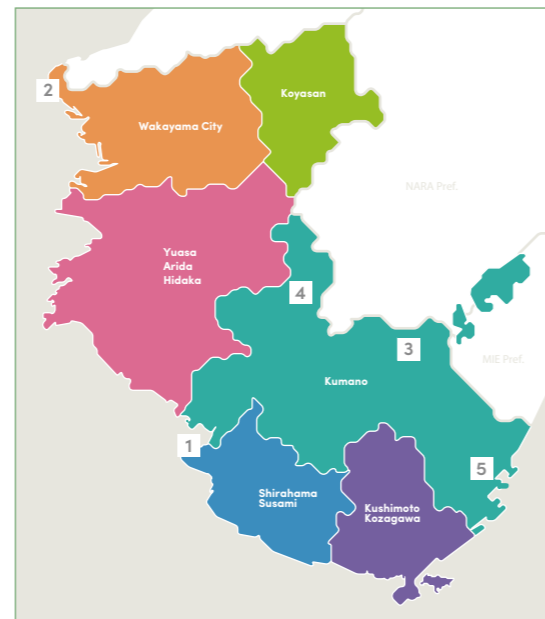 2
Koyasan
Wakayama City
NARA Pref.
Yuasa
Arida
Hidaka
4
3
MIE Pref.
Kumano
1
5
Shirahama
Susami
Kushimoto
Kozagawa